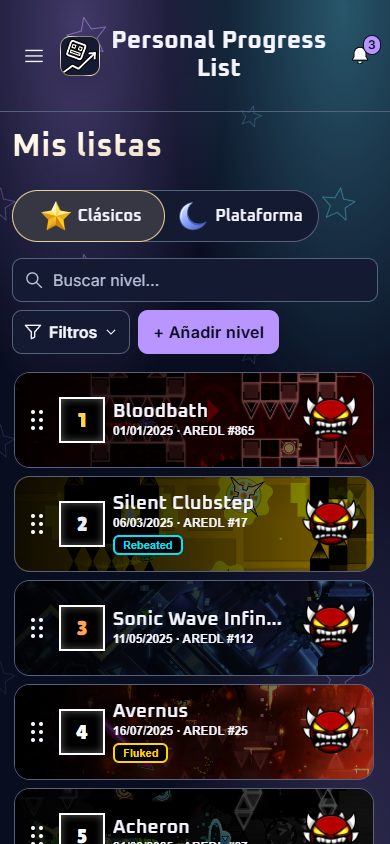 Personal Progress
List
3
Mis listas
Clásicos
Plataforma
Buscar nivel...
Filtros
+ Añadir nivel
1
Bloodbath
01/01/2025 · AREDL #865
2
Silent Clubstep
06/03/2025 · AREDL #17
Rebeated
3
Sonic Wave Infin...
11/05/2025 · AREDL #112
4
Avernus
16/07/2025 · AREDL #25
Fluked
5
Acheron